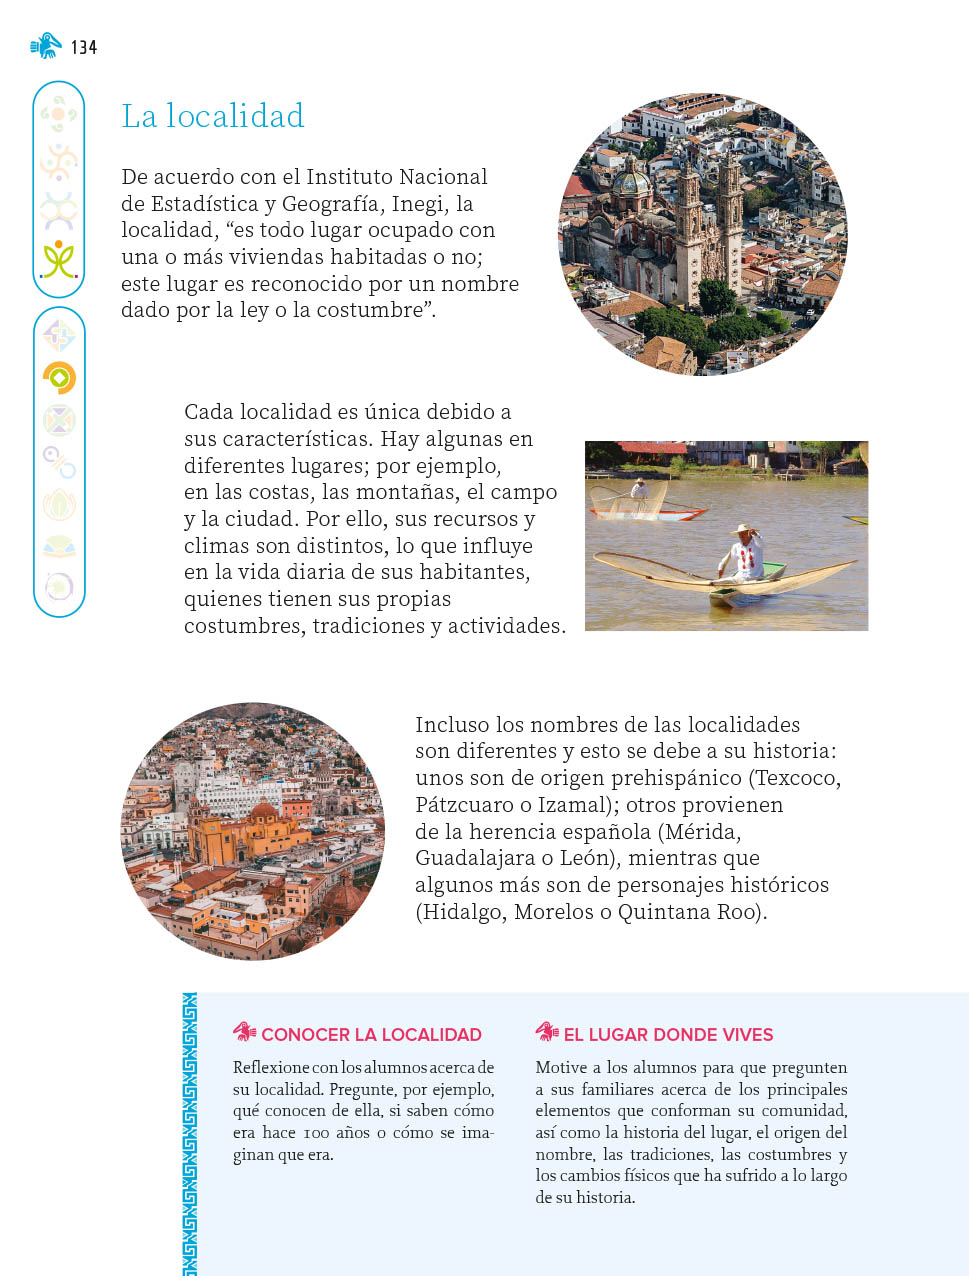 134
La localidad
De acuerdo con el Instituto Nacional
de Estadística y Geografía, Inegi, la
localidad, “es todo lugar ocupado con
una o más viviendas habitadas o no;
este lugar es reconocido por un nombre
dado por la ley o la costumbre”.
Cada localidad es única debido a
sus características. Hay algunas en
diferentes lugares; por ejemplo,
en las costas, las montañas, el campo
y la ciudad. Por ello, sus recursos y
climas son distintos, lo que influye
en la vida diaria de sus habitantes,
quienes tienen sus propias
costumbres, tradiciones y actividades.
Incluso los nombres de las localidades
son diferentes y esto se debe a su historia:
unos son de origen prehispánico (Texcoco,
Pátzcuaro o Izamal); otros provienen
de la herencia española (Mérida,
Guadalajara o León), mientras que
algunos más son de personajes históricos
(Hidalgo, Morelos o Quintana Roo).
CONOCER LA LOCALIDAD
Reflexione con los alumnos acerca de
su localidad. Pregunte, por ejemplo,
qué conocen de ella, si saben cómo
era hace 100 años o cómo se ima-
ginan que era.
EL LUGAR DONDE VIVES
Motive a los alumnos para que pregunten
a sus familiares acerca de los principales
elementos que conforman su comunidad,
así como la historia del lugar, el origen del
nombre, las tradiciones, las costumbres y
los cambios físicos que ha sufrido a lo largo
de su historia.